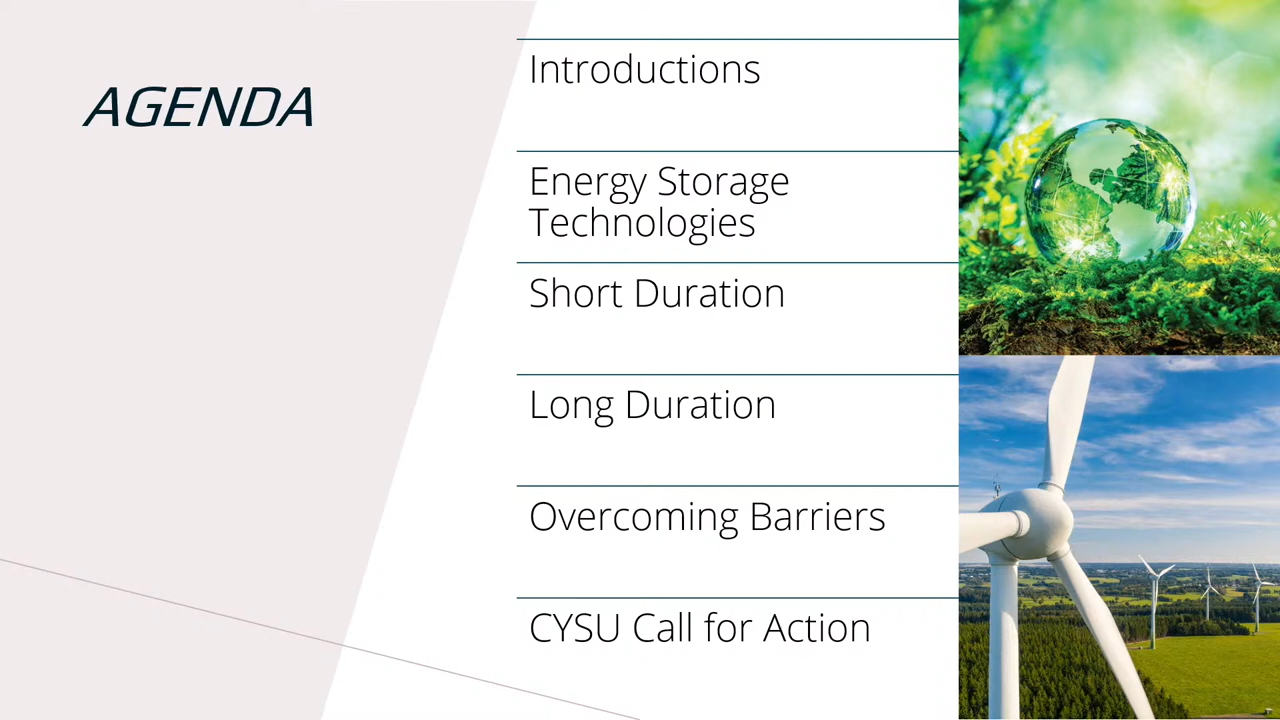 AGENDA
Introductions
Energy Storage
Technologies
Short Duration
Long Duration
Overcoming Barriers
CYSU Call for Action